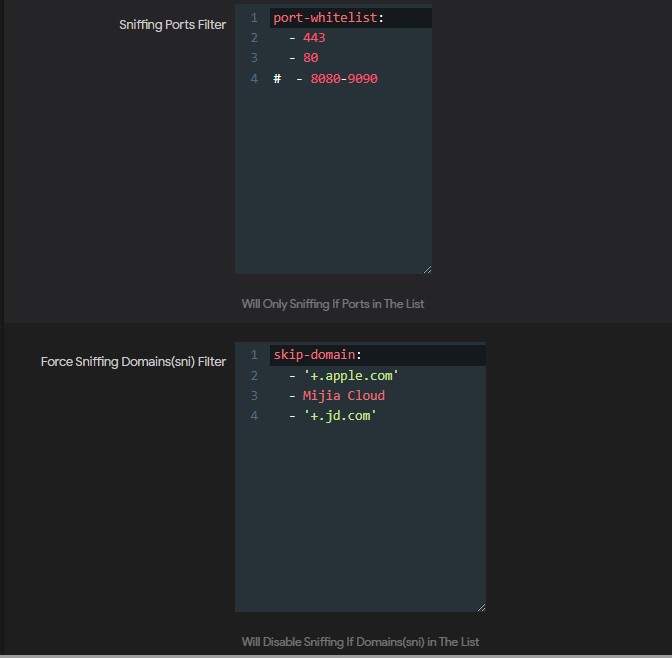 Sniffing Ports Filter
1 port-whitelist:
2 - 443
3 - 80
4 # - 8080-9090
Will Only Sniffing If Ports in The List
Force Sniffing Domains(sni) Filter
1 skip-domain:
2 - '+.apple.com'
3 - Mijia Cloud
4 - '+.jd.com'
Will Disable Sniffing If Domains(sni) in The List